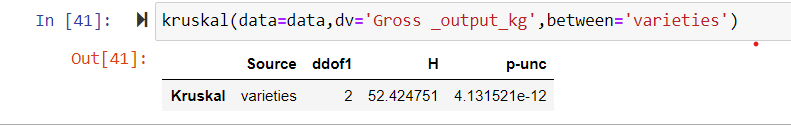 In [41]: kruskal(data=data,dv='Gross _output_kg',between='varieties')
Out[41]:
Source ddof1 H p-unc
Kruskal varieties 2 52.424751 4.131521e-12